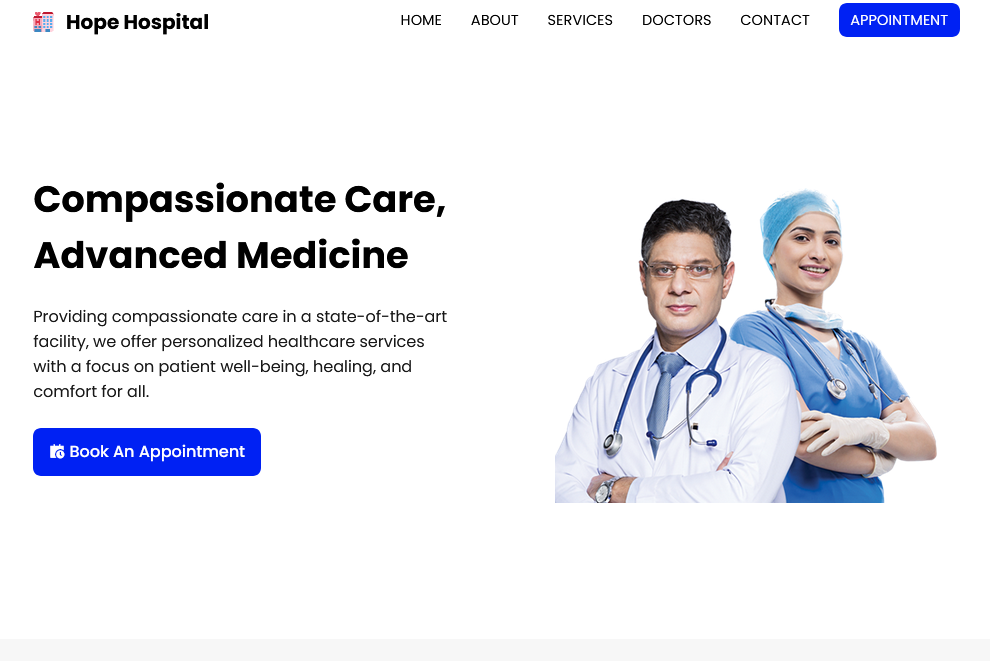 Hope Hospital
HOME ABOUT SERVICES DOCTORS CONTACT APPOINTMENT
Compassionate Care,
Advanced Medicine
Providing compassionate care in a state-of-the-art
facility, we offer personalized healthcare services
with a focus on patient well-being, healing, and
comfort for all.
Book An Appointment